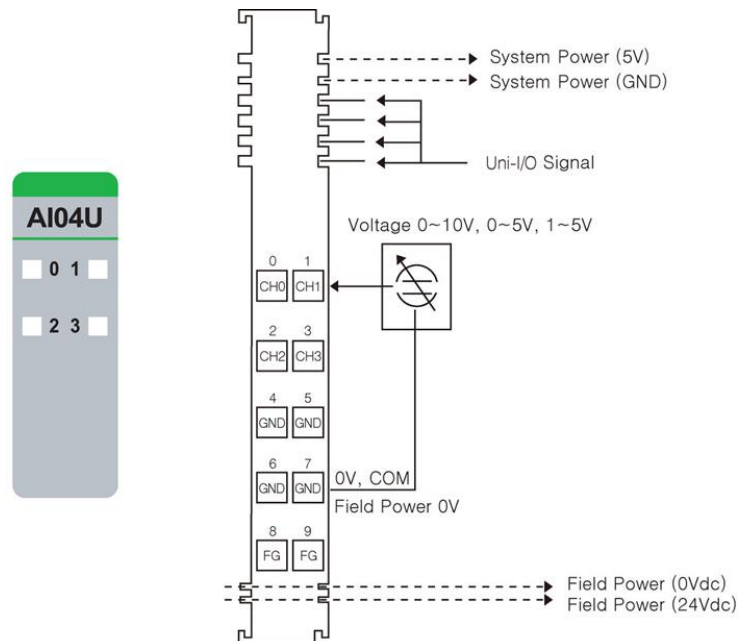 System Power (5V)
System Power (GND)
Uni-I/O Signal
AI04U
0 1
2 3
Voltage 0~10V, 0~5V, 1~5V
0 1
CH0 CH1
2 3
CH2 CH3
4 5
GND GND
6 7
GND GND
0V, COM
Field Power 0V
8 9
FG FG
Field Power (0Vdc)
Field Power (24Vdc)